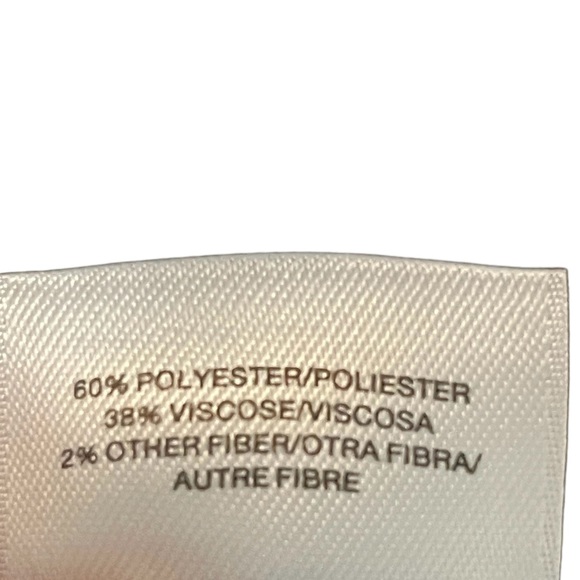 60% POLYESTER/POLIESTER
38% VISCOSE/VISCOSA
2% OTHER FIBER/OTRA FIBRA/
AUTRE FIBRE